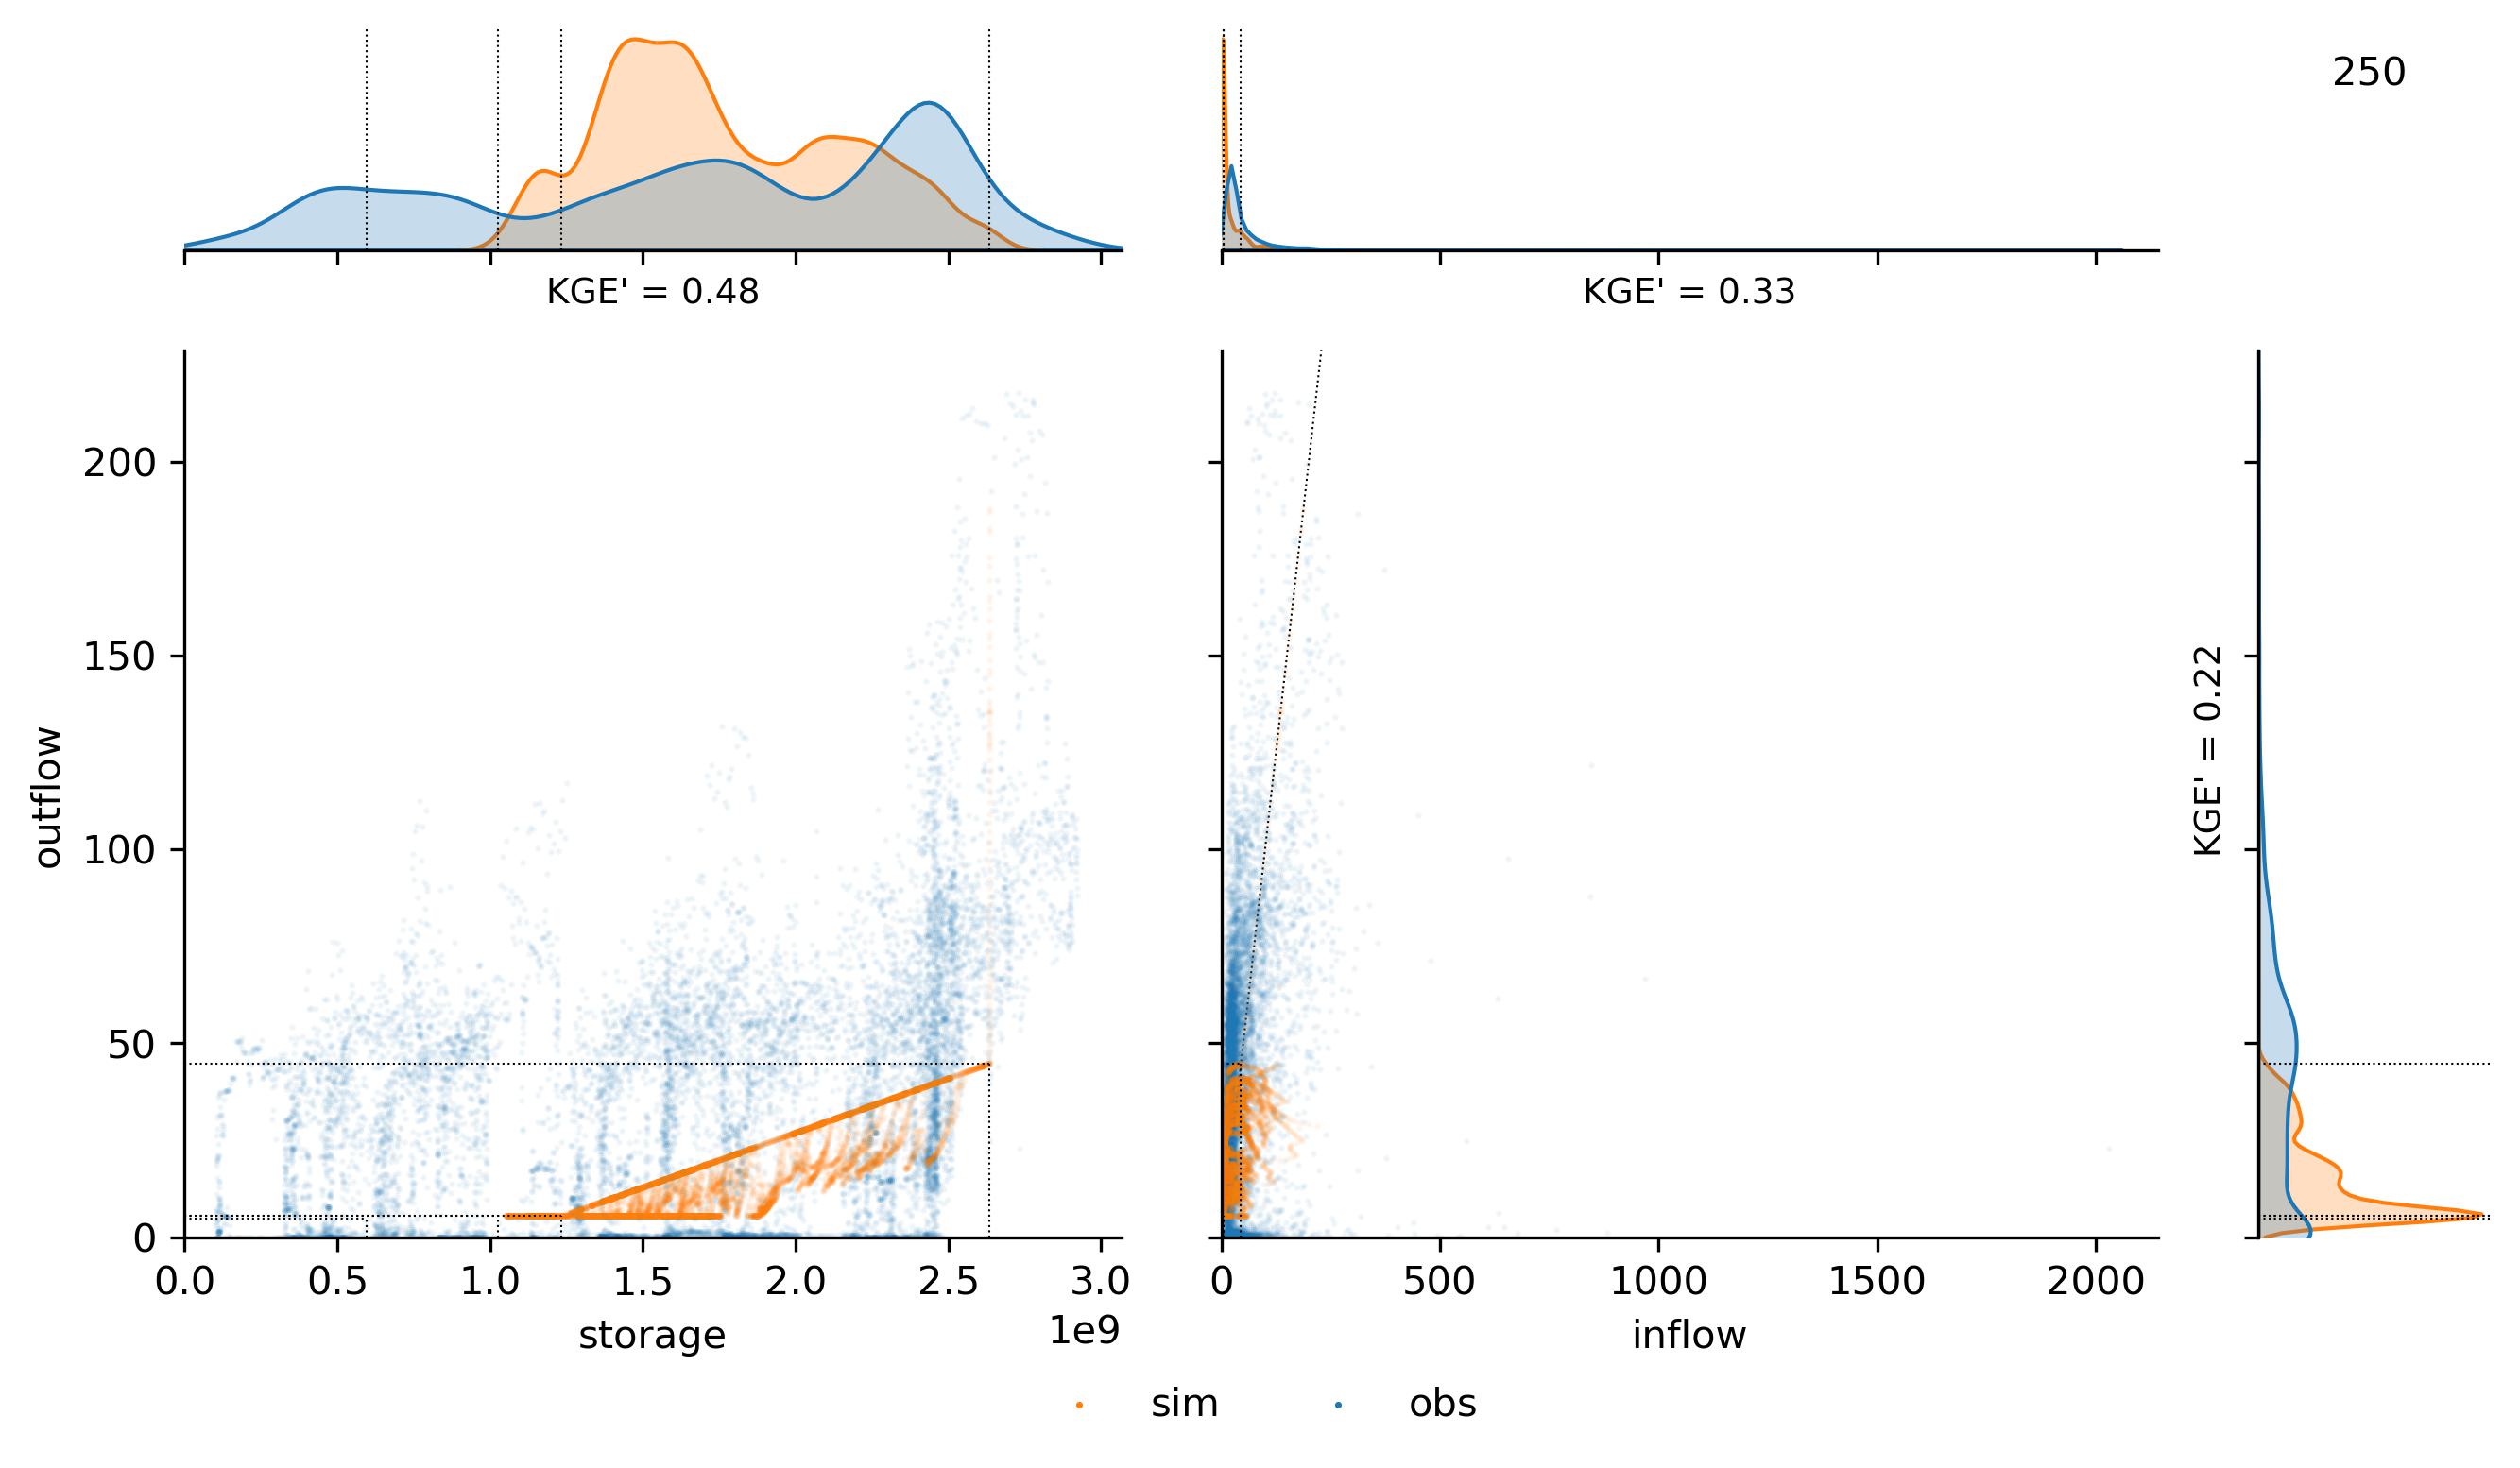 250
KGE' = 0.48
KGE' = 0.33
outflow
200
150
100
50
0
KGE' = 0.22
0.0 0.5 1.0 1.5 2.0 2.5 3.0
0 500 1000 1500 2000
storage
1e9
inflow
sim obs